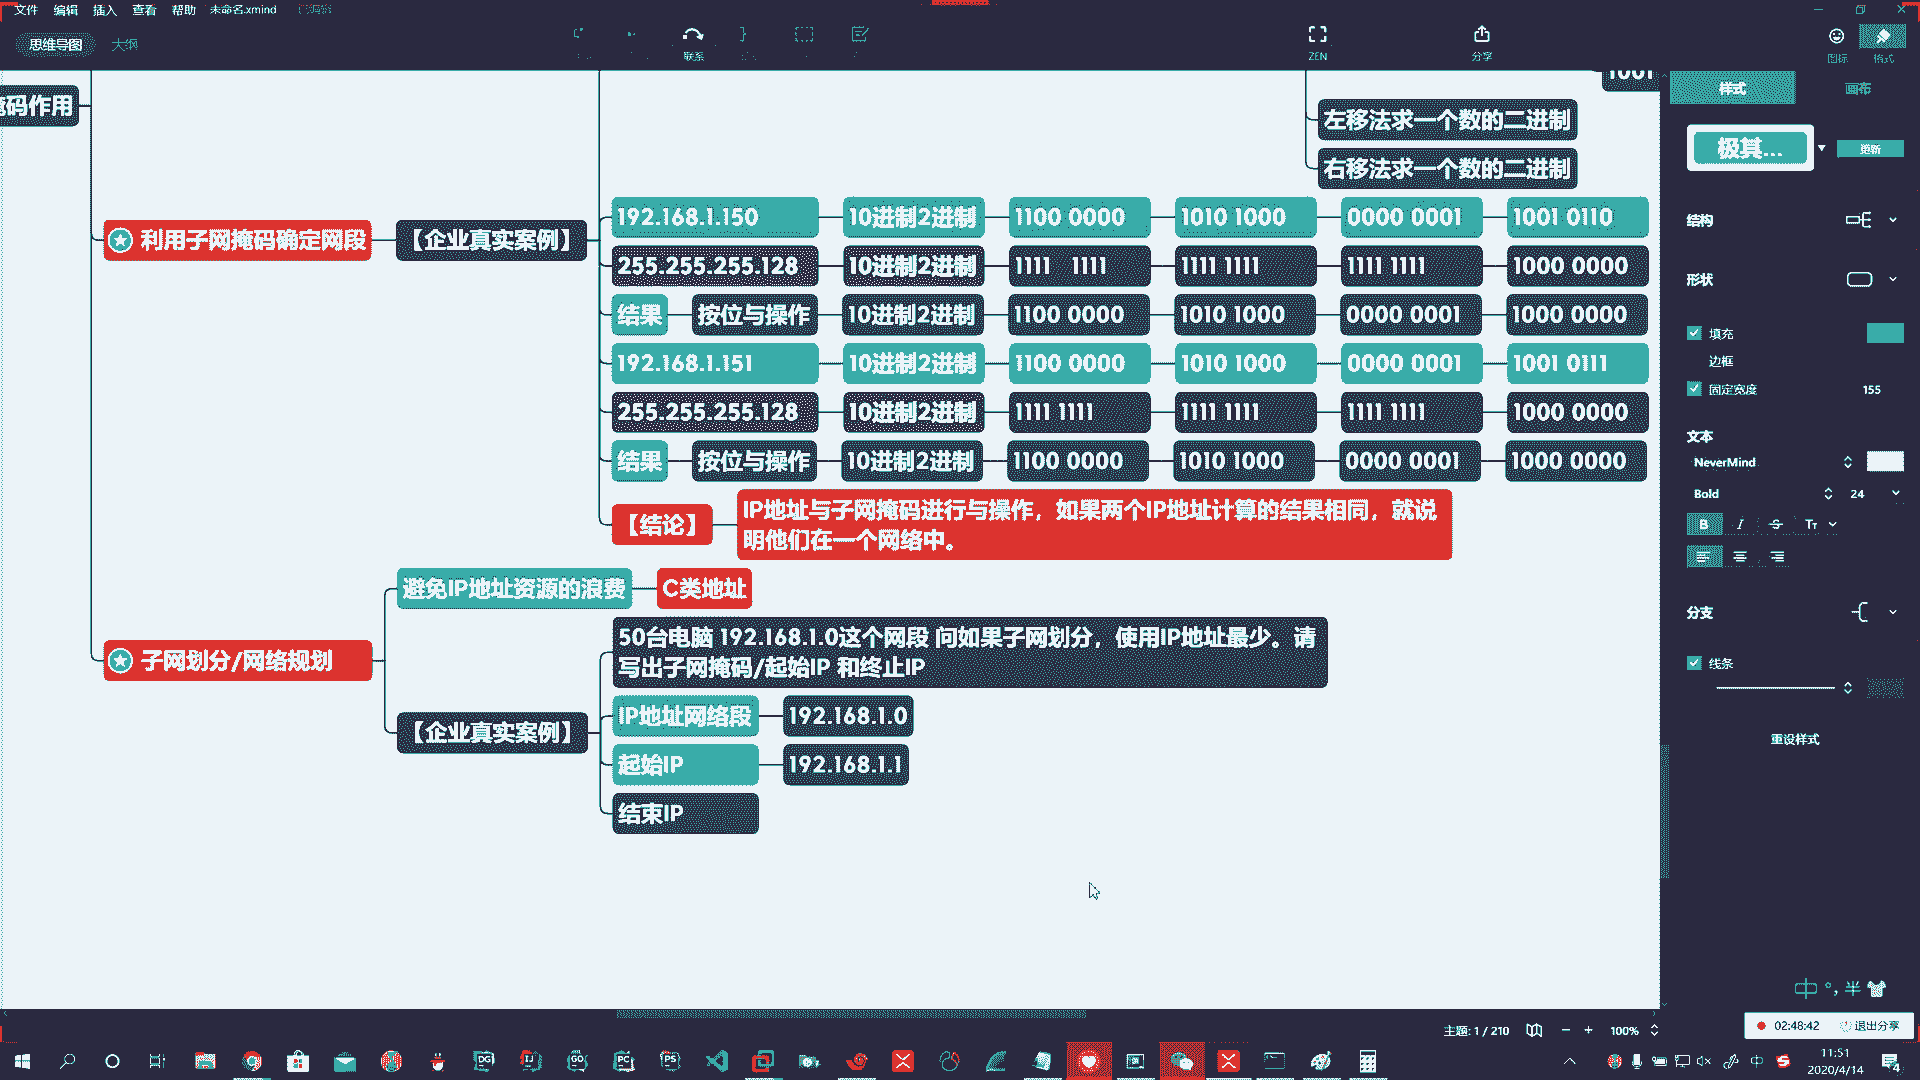 文件 编辑 插入 查看 帮助 未命名.xmind
思维导图 大纲
联系
ZEN
分享
图标
格式
掩码作用
1001
左移法求一个数的二进制
右移法求一个数的二进制
利用子网掩码确定网段
【企业真实案例】
192.168.1.150 10进制2进制 1100 0000 1010 1000 0000 0001 1001 0110
255.255.255.128 10进制2进制 1111 1111 1111 1111 1111 1111 1000 0000
结果 按位与操作 10进制2进制 1100 0000 1010 1000 0000 0001 1000 0000
192.168.1.151 10进制2进制 1100 0000 1010 1000 0000 0001 1001 0111
255.255.255.128 10进制2进制 1111 1111 1111 1111 1111 1111 1000 0000
结果 按位与操作 10进制2进制 1100 0000 1010 1000 0000 0001 1000 0000
【结论】
IP地址与子网掩码进行与操作，如果两个IP地址计算的结果相同，就说
明他们在一个网络中。
避免IP地址资源的浪费 C类地址
子网划分/网络规划
50台电脑 192.168.1.0这个网段 问如果子网划分，使用IP地址最少。请
写出子网掩码/起始IP 和终止IP
【企业真实案例】
IP地址网络段 192.168.1.0
起始IP 192.168.1.1
结束IP
样式 画布
极其... 更新
结构
形状
填充
边框
固定宽度 155
文本
NeverMind
Bold 24
B I S Tт
分支
线条
重设样式
中 °, 半
主题: 1 / 210 100%
02:48:42 退出分享
DG IJ GO PC PS
中
11:51
2020/4/14
4